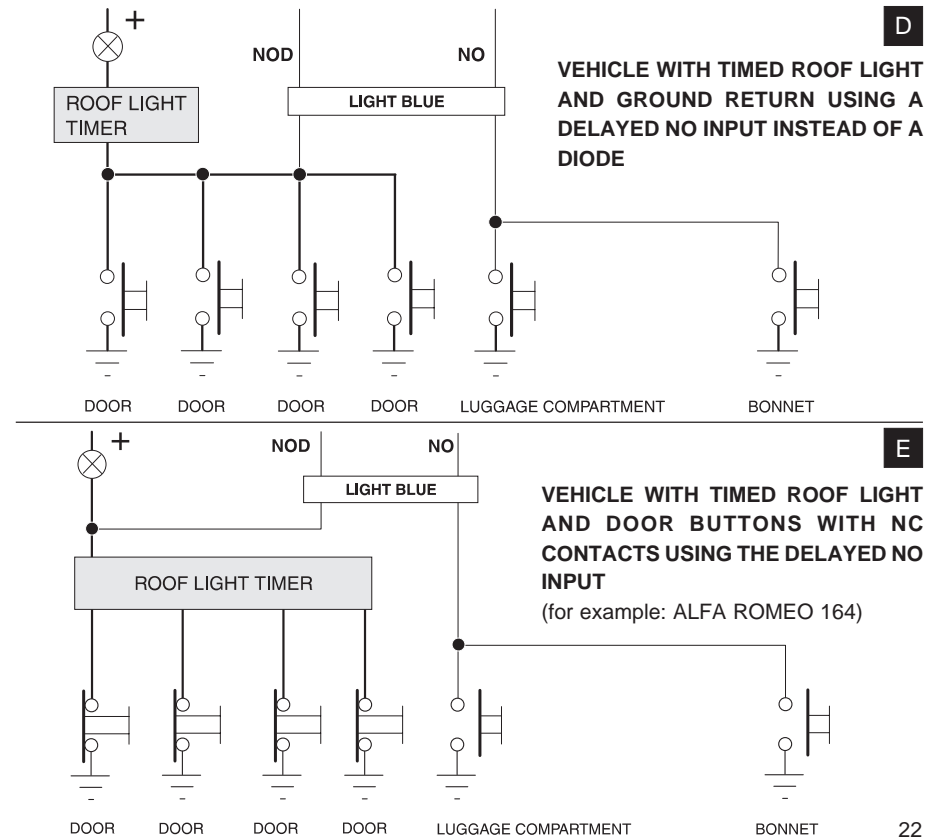 +
D
NOD
NO
VEHICLE WITH TIMED ROOF LIGHT
AND GROUND RETURN USING A
DELAYED NO INPUT INSTEAD OF A
DIODE
ROOF LIGHT
TIMER
LIGHT BLUE
DOOR DOOR DOOR DOOR LUGGAGE COMPARTMENT BONNET
+
E
NOD
NO
LIGHT BLUE
VEHICLE WITH TIMED ROOF LIGHT
AND DOOR BUTTONS WITH NC
CONTACTS USING THE DELAYED NO
INPUT
(for example: ALFA ROMEO 164)
ROOF LIGHT TIMER
DOOR DOOR DOOR DOOR LUGGAGE COMPARTMENT BONNET
22